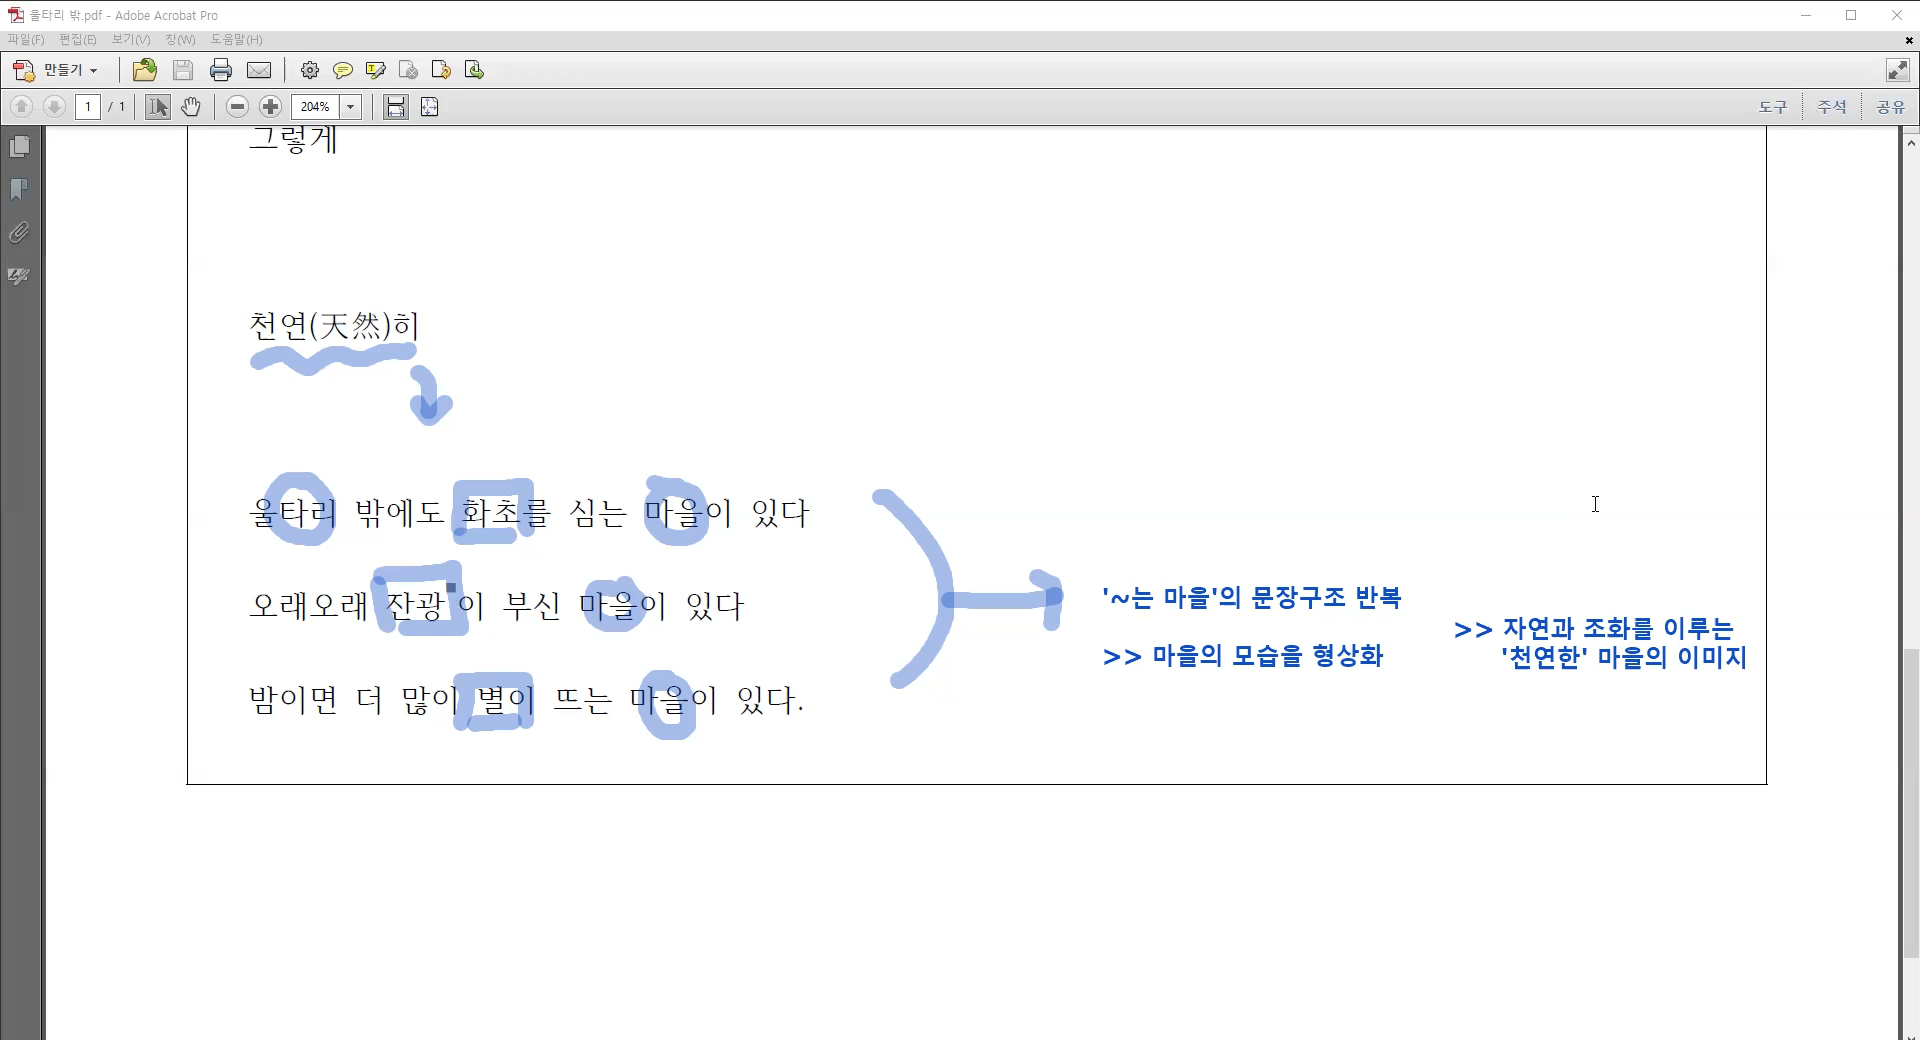 울타리 밖.pdf - Adobe Acrobat Pro
파일(F) 편집(E) 보기(V) 창(W) 도움말(H)
만들기
1 / 1 204% 도구 주석 공유
그렇게
천연(天然)히
울타리 밖에도 화초를 심는 마을이 있다
오래오래 잔광이 부신 마을이 있다
밤이면 더 많이 별이 뜨는 마을이 있다.
'~는 마을'의 문장구조 반복
>> 마을의 모습을 형상화
>> 자연과 조화를 이루는
'천연한' 마을의 이미지